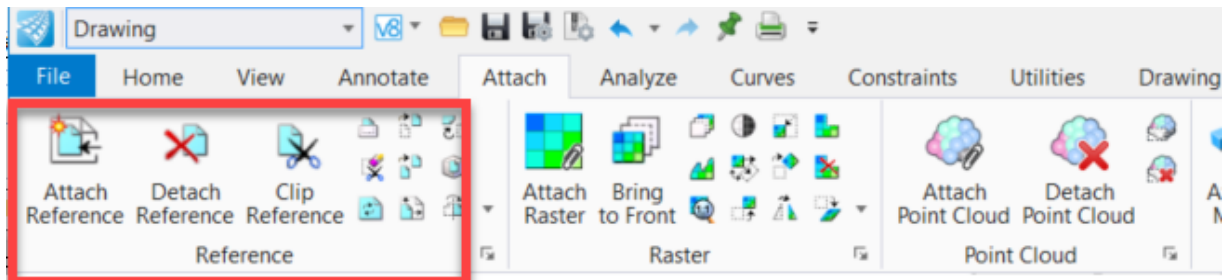 Drawing
V8
File Home View Annotate Attach Analyze Curves Constraints Utilities Drawing
Attach Reference
Detach Reference
Clip Reference
Reference
Attach Raster
Bring to Front
Raster
Attach Point Cloud
Detach Point Cloud
Point Cloud